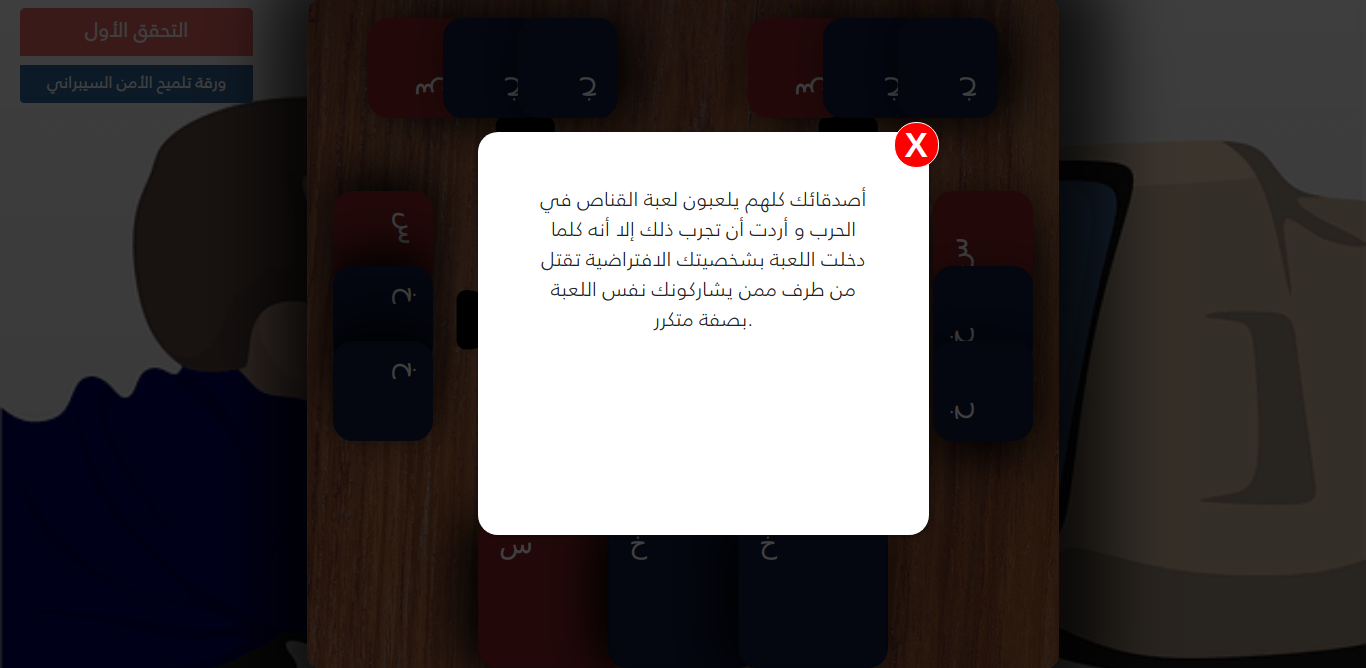 التحقق الأول
ورقة تلميح الأمن السيبراني
س
خ
خ
س
خ
خ
X
أصدقائك كلهم يلعبون لعبة القناص في
الحرب و أردت أن تجرب ذلك إلا أنه كلما
دخلت اللعبة بشخصيتك الافتراضية تقتل
من طرف ممن يشاركونك نفس اللعبة
بصفة متكرر.
س
خ
خ
س
خ
خ
س
خ
خ